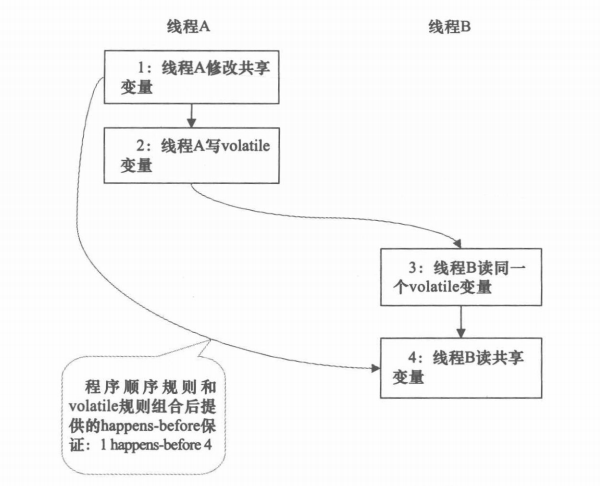 线程A
线程B
1：线程A修改共享
变量
2：线程A写volatile
变量
3：线程B读同一
个volatile变量
4：线程B读共享
变量
程序顺序规则和
volatile规则组合后提
供的happens-before保
证：1 happens-before 4